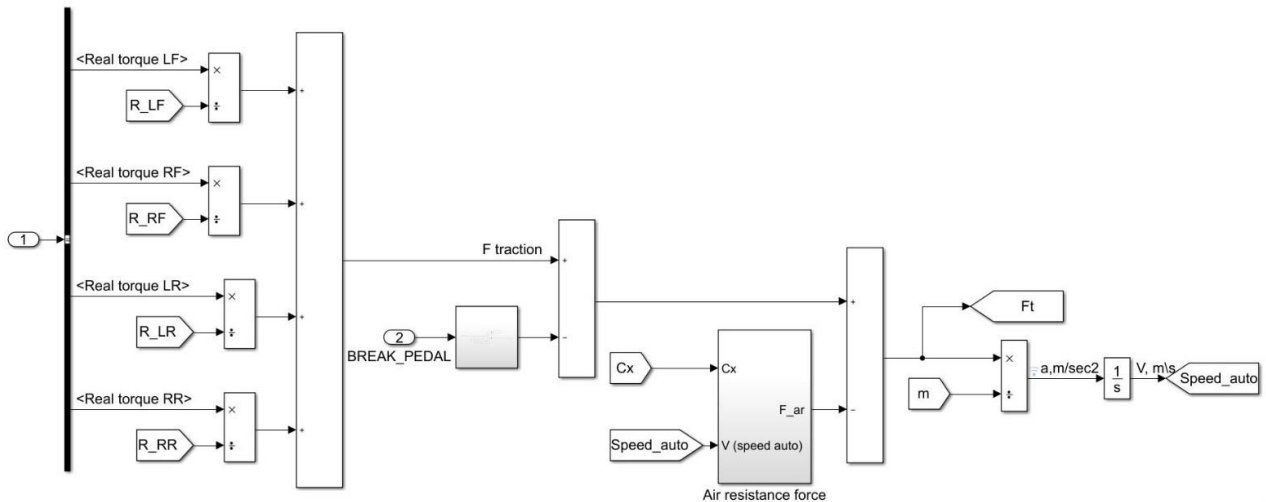 <Real torque LF>
×
R_LF
÷
+
<Real torque RF>
×
R_RF
÷
+
1
F traction
+
<Real torque LR>
×
R_LR
÷
+
2
BREAK_PEDAL
−
+
Ft
Cx
Cx
×
a,m/sec2
1
s
V, m\s
Speed_auto
m
÷
F_ar
−
<Real torque RR>
×
R_RR
÷
+
Speed_auto
V (speed auto)
Air resistance force